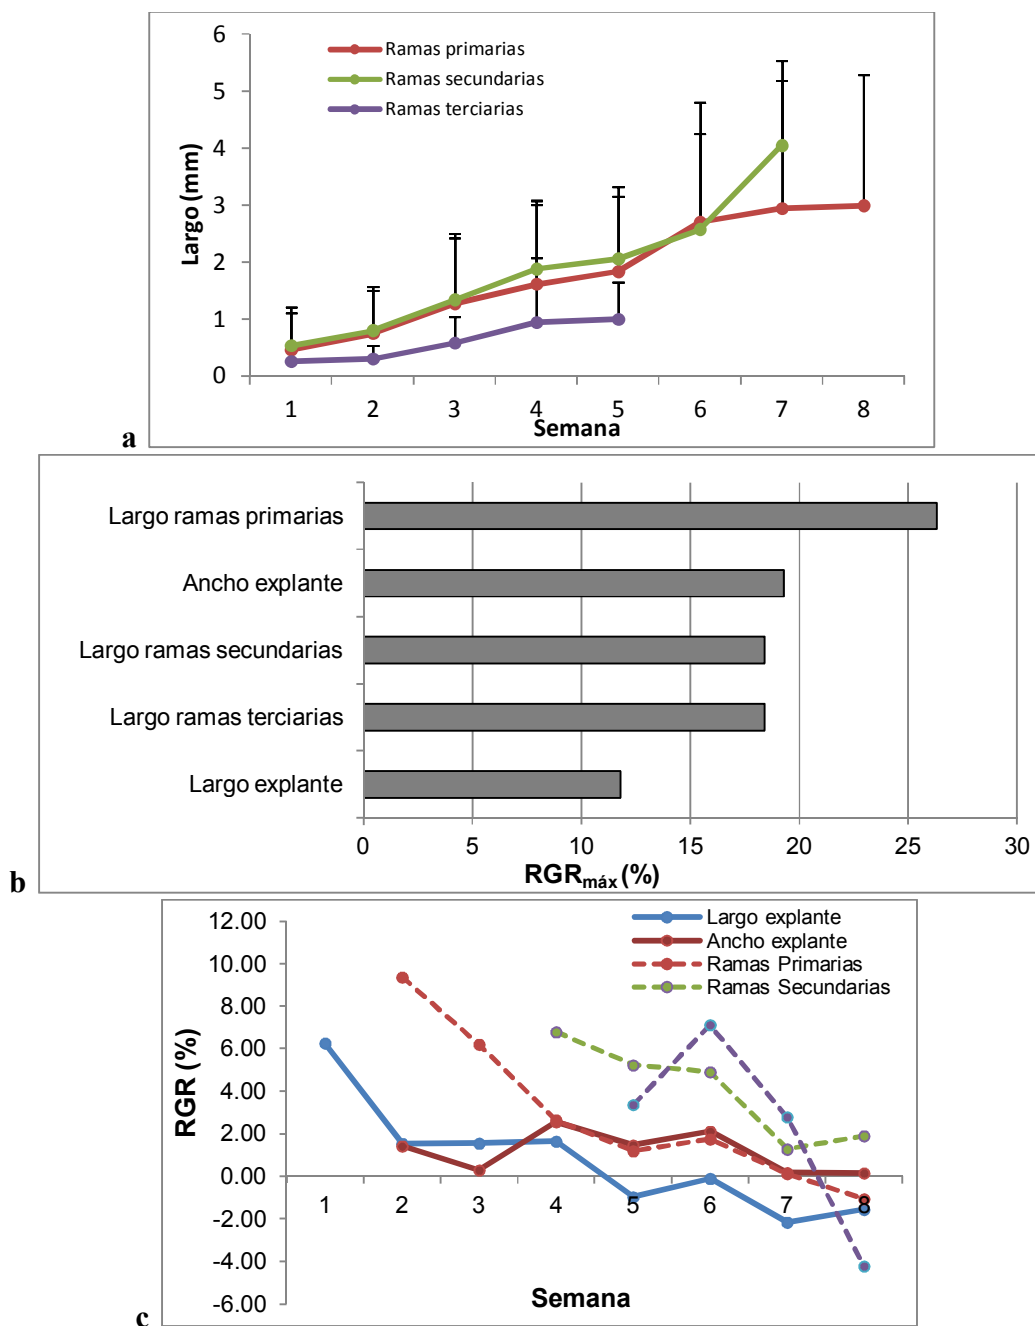 6
5
4
3
2
1
0
Largo (mm)
Ramas primarias
Ramas secundarias
Ramas terciarias
1 2 3 4 5 6 7 8
Semana
a
Largo ramas primarias
Ancho explante
Largo ramas secundarias
Largo ramas terciarias
Largo explante
0 5 10 15 20 25 30
RGRmáx (%)
b
12.00
10.00
8.00
6.00
4.00
2.00
0.00
-2.00
-4.00
-6.00
RGR (%)
Largo explante
Ancho explante
Ramas Primarias
Ramas Secundarias
1 2 3 4 5 6 7 8
Semana
c